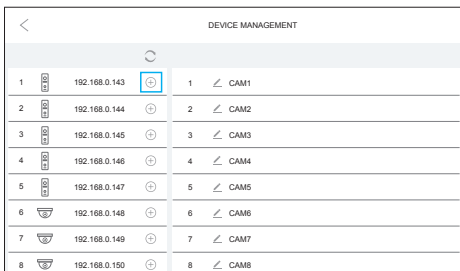 DEVICE MANAGEMENT
1 192.168.0.143 1 CAM1
2 192.168.0.144 2 CAM2
3 192.168.0.145 3 CAM3
4 192.168.0.146 4 CAM4
5 192.168.0.147 5 CAM5
6 192.168.0.148 6 CAM6
7 192.168.0.149 7 CAM7
8 192.168.0.150 8 CAM8